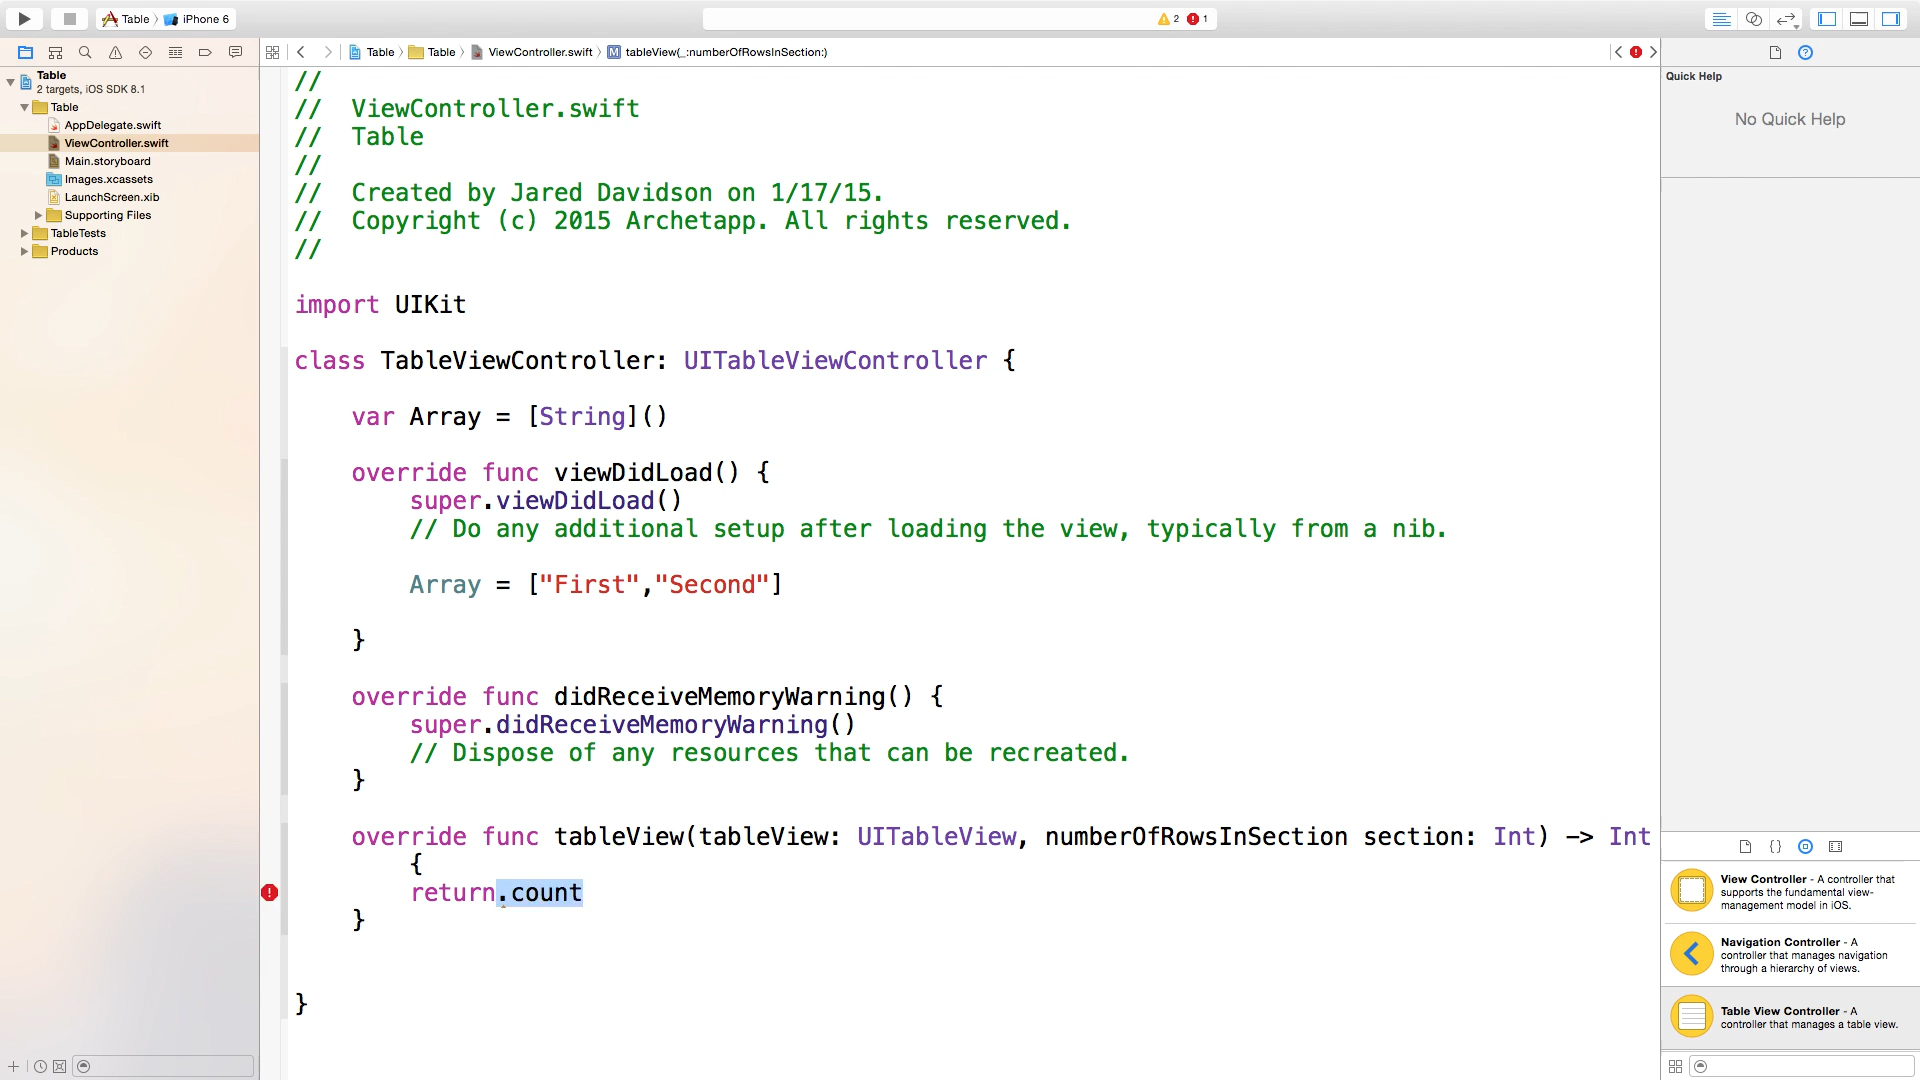 Table
iPhone 6
2
1
Table
Table
ViewController.swift
M
tableView(_:numberOfRowsInSection:)
Table
2 targets, iOS SDK 8.1
Table
AppDelegate.swift
ViewController.swift
Main.storyboard
Images.xcassets
LaunchScreen.xib
Supporting Files
TableTests
Products
//
//  ViewController.swift
//  Table
//
//  Created by Jared Davidson on 1/17/15.
//  Copyright (c) 2015 Archetapp. All rights reserved.
//
import UIKit
class TableViewController: UITableViewController {
    var Array = [String]()
    override func viewDidLoad() {
        super.viewDidLoad()
        // Do any additional setup after loading the view, typically from a nib.
        Array = ["First","Second"]
    }
    override func didReceiveMemoryWarning() {
        super.didReceiveMemoryWarning()
        // Dispose of any resources that can be recreated.
    }
    override func tableView(tableView: UITableView, numberOfRowsInSection section: Int) -> Int
        {
        return.count
    }
}
Quick Help
No Quick Help
{}
View Controller - A controller that
supports the fundamental view-
management model in iOS.
Navigation Controller - A
controller that manages navigation
through a hierarchy of views.
Table View Controller - A
controller that manages a table view.